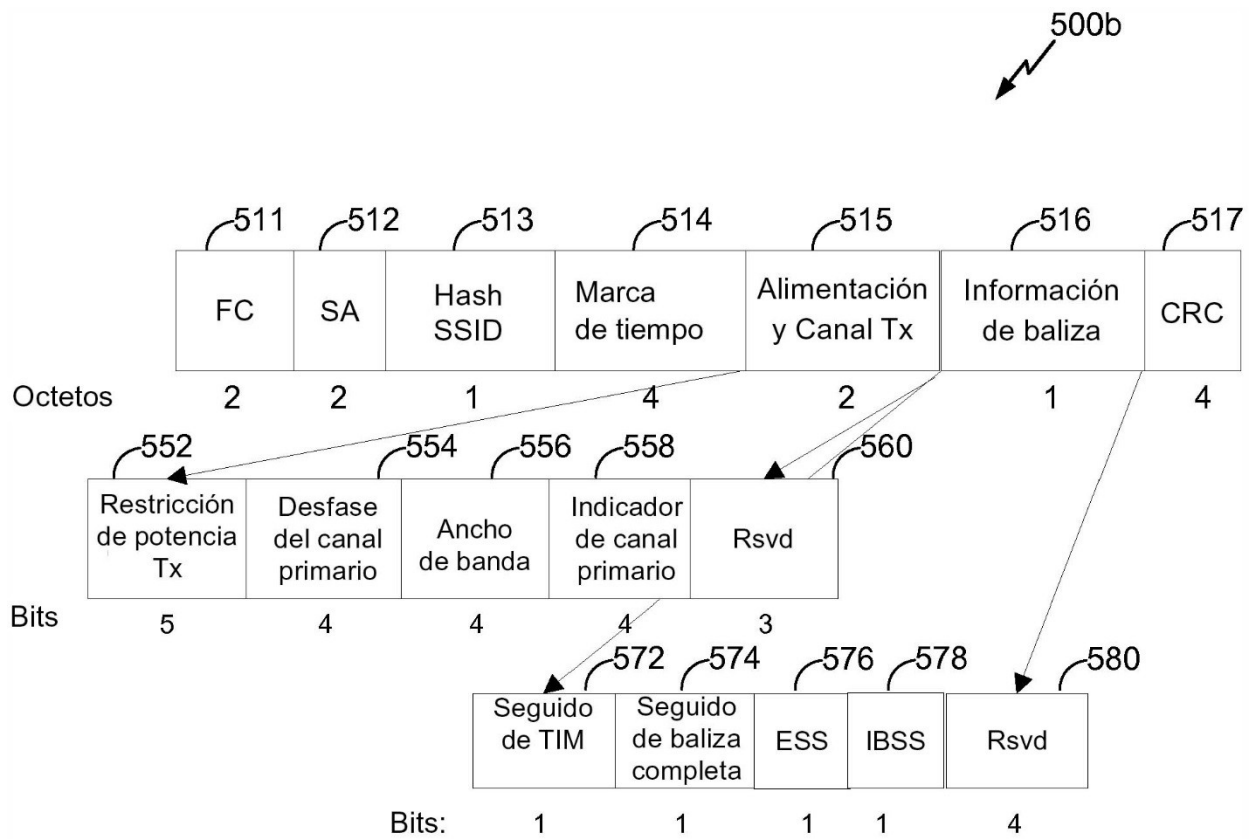 500b
511 512 513 514 515 516 517
FC SA Hash SSID Marca de tiempo Alimentación y Canal Tx Información de baliza CRC
Octetos 2 2 1 4 2 1 4
552 554 556 558 560
Restricción de potencia Tx Desfase del canal primario Ancho de banda Indicador de canal primario Rsvd
Bits 5 4 4 4 3
572 574 576 578 580
Seguido de TIM Seguido de baliza completa ESS IBSS Rsvd
Bits: 1 1 1 1 4